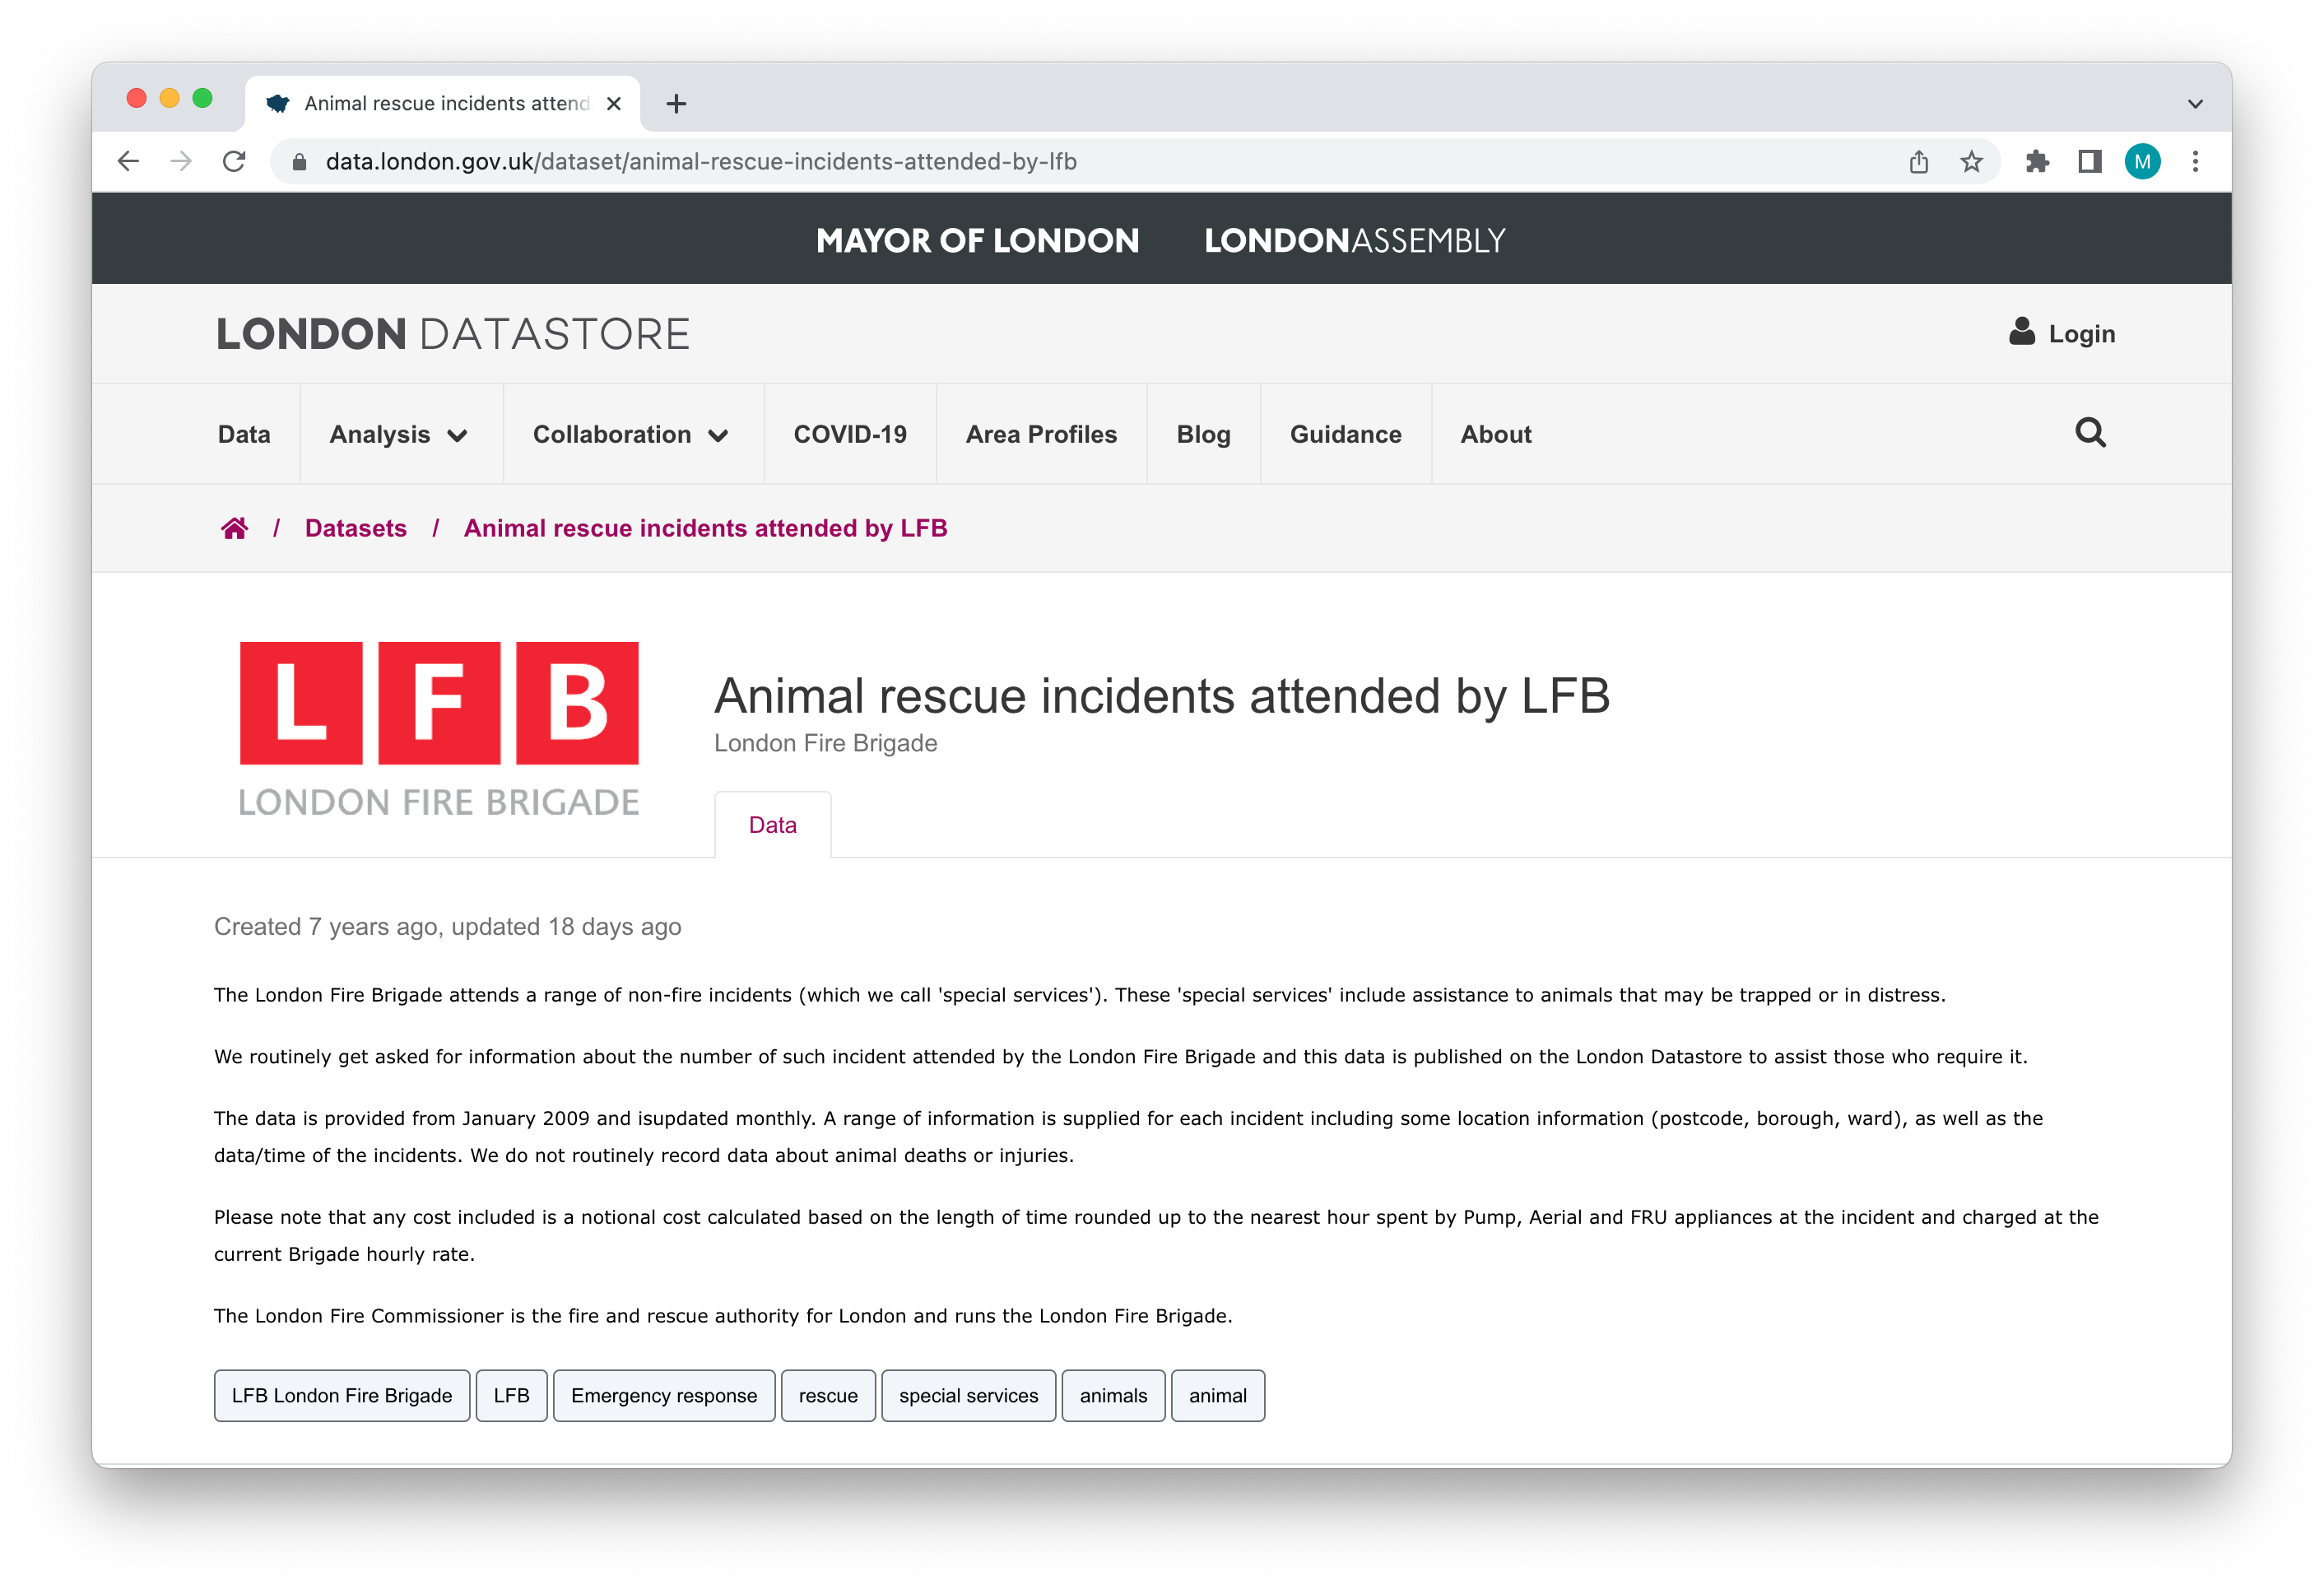 Animal rescue incidents attend
data.london.gov.uk/dataset/animal-rescue-incidents-attended-by-lfb
M
MAYOR OF LONDON LONDONASSEMBLY
LONDON DATASTORE
Login
Data Analysis Collaboration COVID-19 Area Profiles Blog Guidance About
/ Datasets / Animal rescue incidents attended by LFB
L F B
LONDON FIRE BRIGADE
Animal rescue incidents attended by LFB
London Fire Brigade
Data
Created 7 years ago, updated 18 days ago
The London Fire Brigade attends a range of non-fire incidents (which we call 'special services'). These 'special services' include assistance to animals that may be trapped or in distress.
We routinely get asked for information about the number of such incident attended by the London Fire Brigade and this data is published on the London Datastore to assist those who require it.
The data is provided from January 2009 and isupdated monthly. A range of information is supplied for each incident including some location information (postcode, borough, ward), as well as the
data/time of the incidents. We do not routinely record data about animal deaths or injuries.
Please note that any cost included is a notional cost calculated based on the length of time rounded up to the nearest hour spent by Pump, Aerial and FRU appliances at the incident and charged at the
current Brigade hourly rate.
The London Fire Commissioner is the fire and rescue authority for London and runs the London Fire Brigade.
LFB London Fire Brigade LFB Emergency response rescue special services animals animal